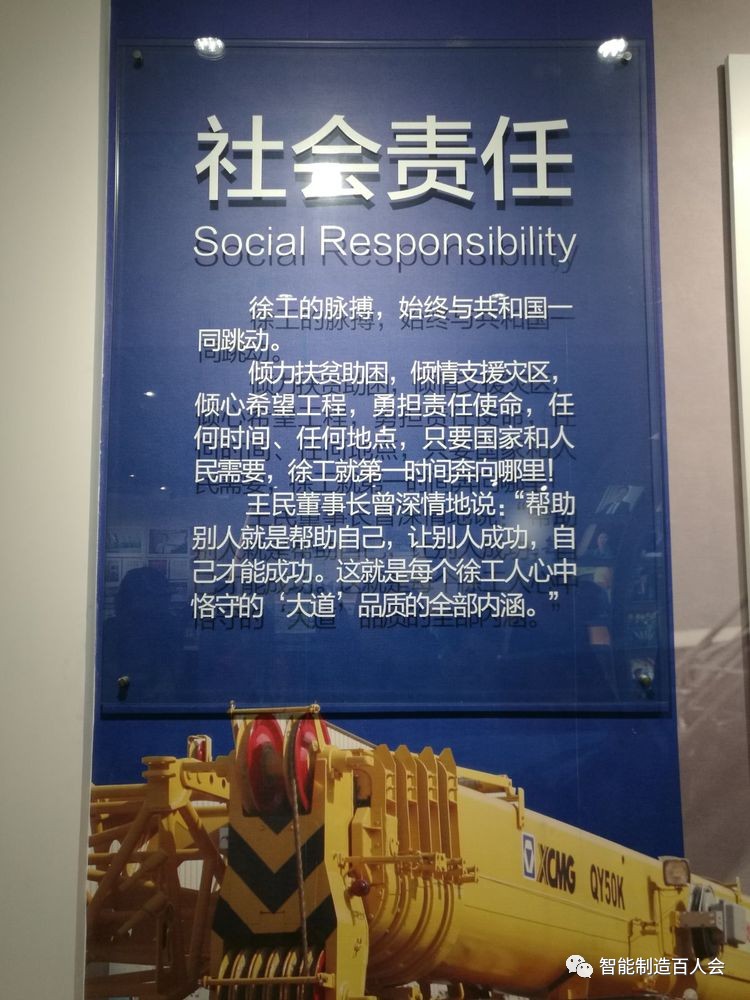 社会责任
Social Responsibility
徐工的脉搏，始终与共和国一
同跳动。
倾力扶贫助困，倾情支援灾区，
倾心希望工程，勇担责任使命，任
何时间、任何地点，只要国家和人
民需要，徐工就第一时间奔向哪里！
王民董事长曾深情地说：“帮助
别人就是帮助自己，让别人成功，自
己才能成功。这就是每个徐工人心中
恪守的‘大道’品质的全部内涵。”
XCMG QY50K
智能制造百人会